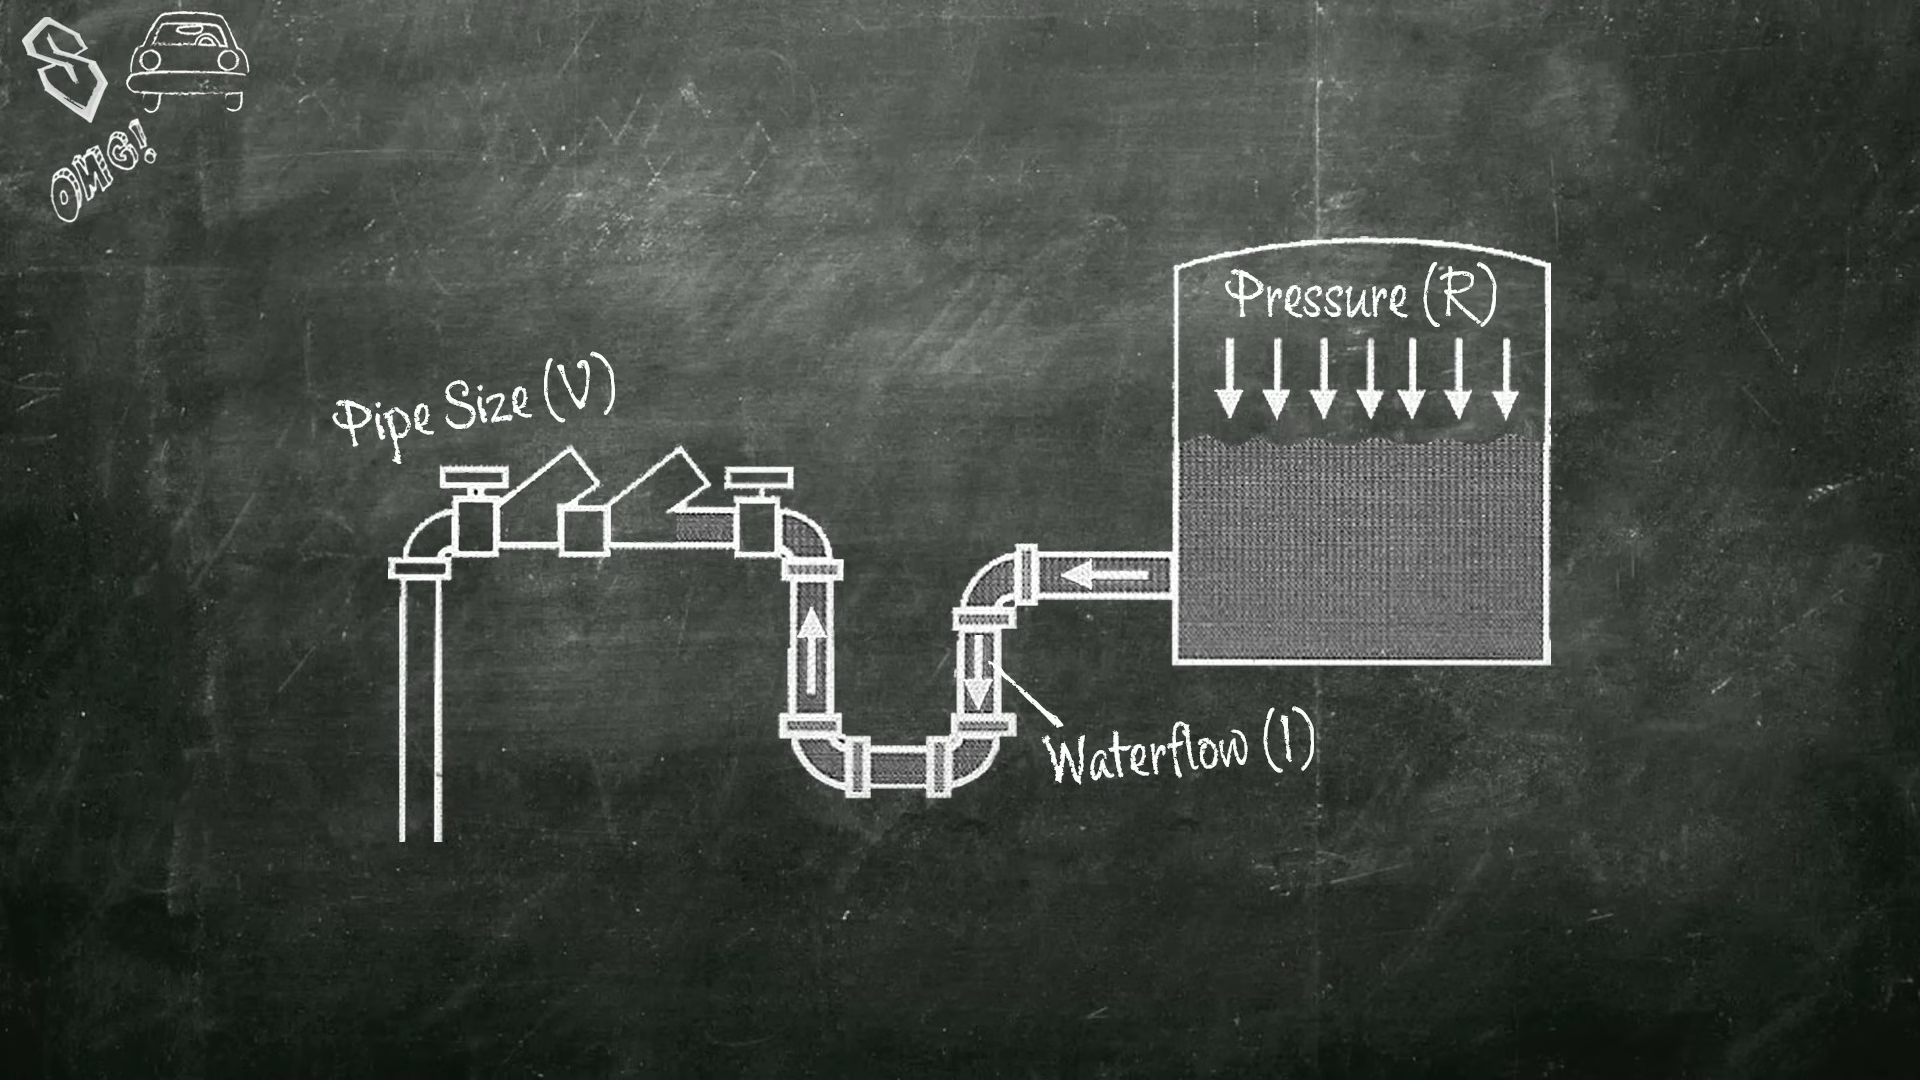 S
OMG!
Pressure (R)
Pipe Size (V)
Waterflow (I)